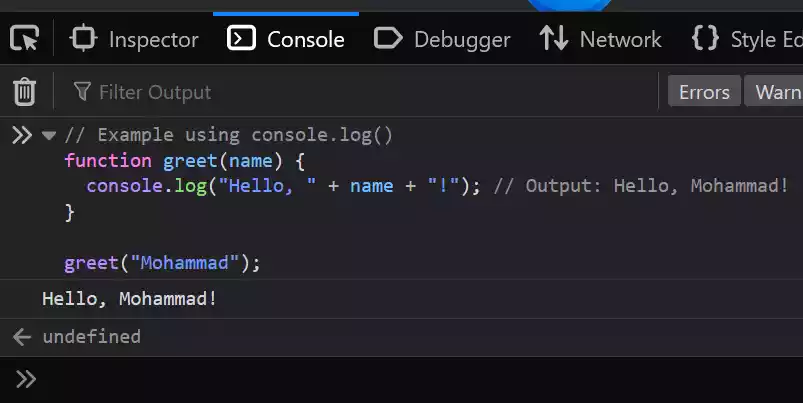 Inspector Console Debugger Network Style Ed
Filter Output Errors Warn
// Example using console.log()
function greet(name) {
  console.log("Hello, " + name + "!"); // Output: Hello, Mohammad!
}
greet("Mohammad");
Hello, Mohammad!
undefined